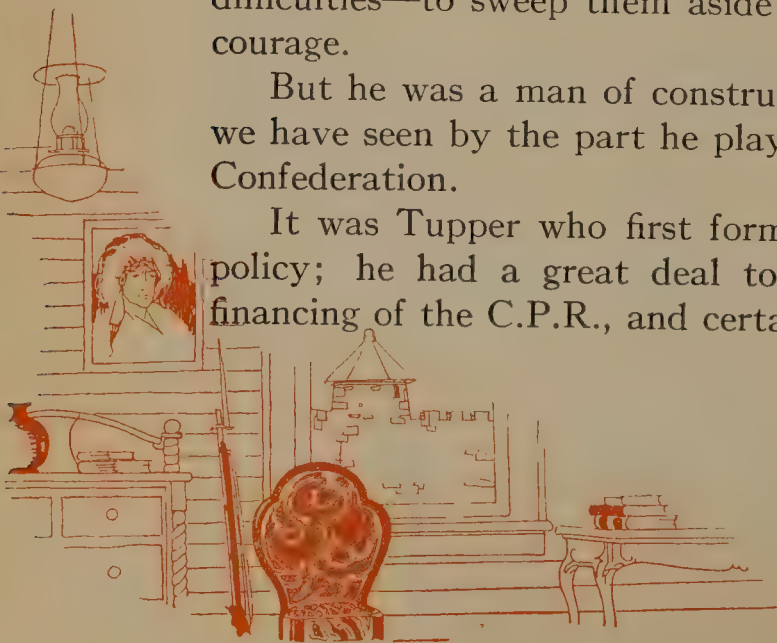 difficulties—to sweep them aside
courage.
But he was a man of constru
we have seen by the part he play
Confederation.
It was Tupper who first form
policy; he had a great deal to
financing of the C.P.R., and certa